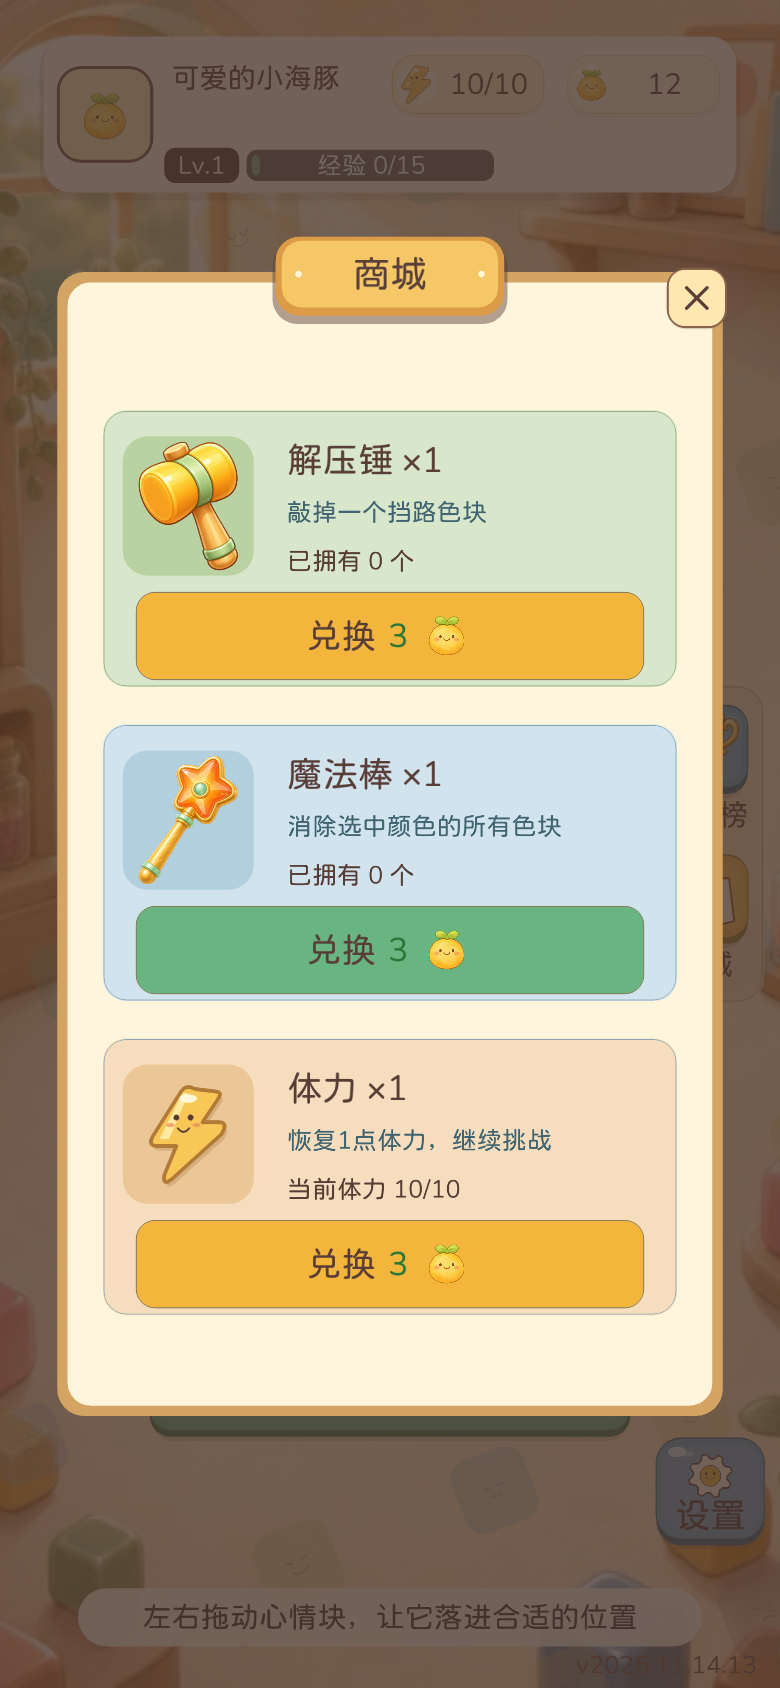 可爱的小海豚
10/10
12
Lv.1
经验 0/15
商城
解压锤 ×1
敲掉一个挡路色块
已拥有 0 个
兑换 3
魔法棒 ×1
消除选中颜色的所有色块
已拥有 0 个
兑换 3
榜
体力 ×1
恢复1点体力，继续挑战
当前体力 10/10
兑换 3
设置
左右拖动心情块，让它落进合适的位置
v2026.11.14.13